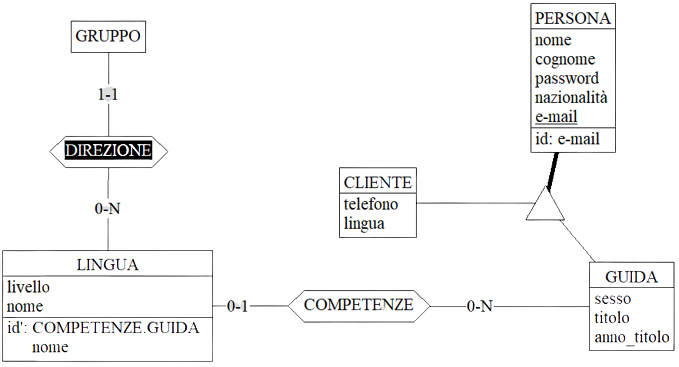 PERSONA
nome
cognome
password
nazionalità
e-mail
id: e-mail
GRUPPO
1-1
DIREZIONE
0-N
CLIENTE
telefono
lingua
LINGUA
livello
nome
id': COMPETENZE.GUIDA
nome
0-1
COMPETENZE
0-N
GUIDA
sesso
titolo
anno_titolo